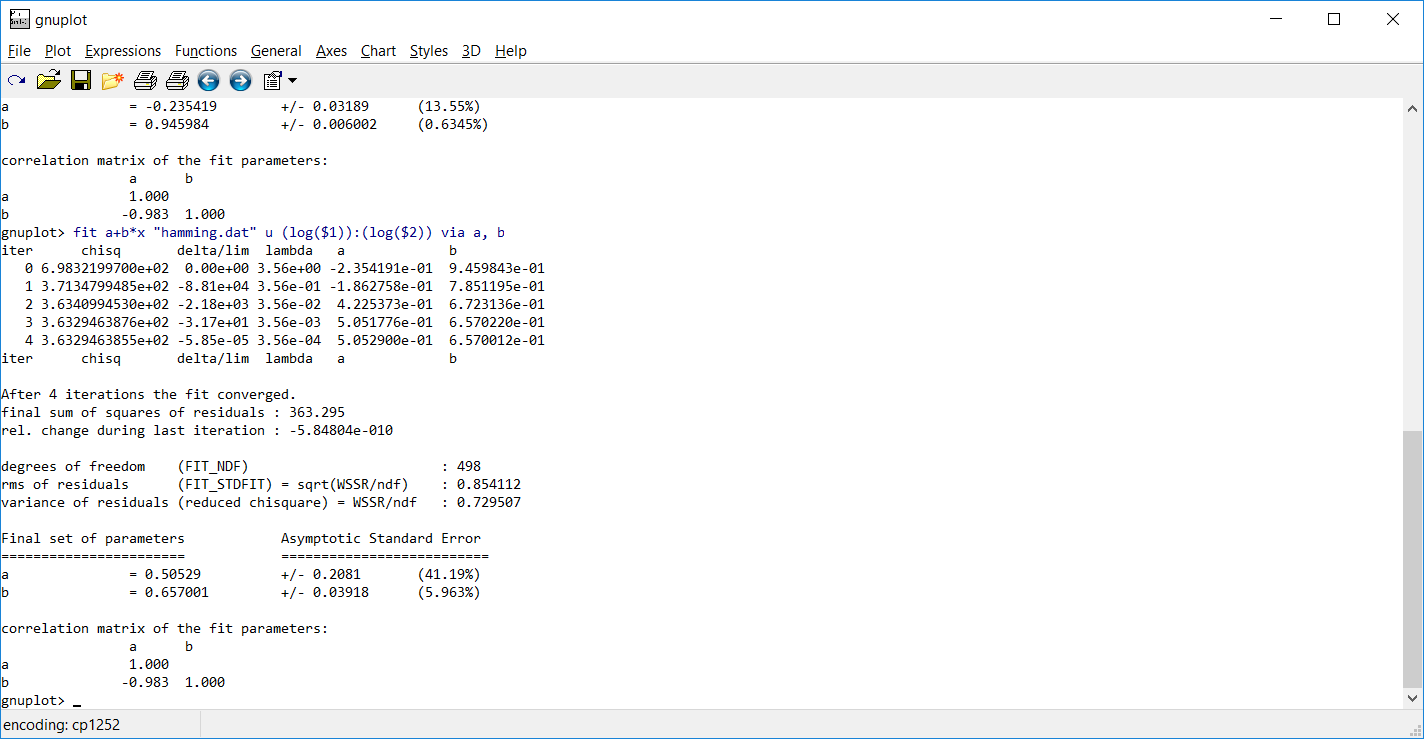 gnuplot
File Plot Expressions Functions General Axes Chart Styles 3D Help
a = -0.235419 +/- 0.03189 (13.55%)
b = 0.945984 +/- 0.006002 (0.6345%)
correlation matrix of the fit parameters:
a b
a 1.000
b -0.983 1.000
gnuplot> fit a+b*x "hamming.dat" u (log($1)):(log($2)) via a, b
iter chisq delta/lim lambda a b
0 6.9832199700e+02 0.00e+00 3.56e+00 -2.354191e-01 9.459843e-01
1 3.7134799485e+02 -8.81e+04 3.56e-01 -1.862758e-01 7.851195e-01
2 3.6340994530e+02 -2.18e+03 3.56e-02 4.225373e-01 6.723136e-01
3 3.6329463876e+02 -3.17e+01 3.56e-03 5.051776e-01 6.570220e-01
4 3.6329463855e+02 -5.85e-05 3.56e-04 5.052900e-01 6.570012e-01
iter chisq delta/lim lambda a b
After 4 iterations the fit converged.
final sum of squares of residuals : 363.295
rel. change during last iteration : -5.84804e-010
degrees of freedom (FIT_NDF) : 498
rms of residuals (FIT_STDFIT) = sqrt(WSSR/ndf) : 0.854112
variance of residuals (reduced chisquare) = WSSR/ndf : 0.729507
Final set of parameters Asymptotic Standard Error
======================= ==========================
a = 0.50529 +/- 0.2081 (41.19%)
b = 0.657001 +/- 0.03918 (5.963%)
correlation matrix of the fit parameters:
a b
a 1.000
b -0.983 1.000
gnuplot> _
encoding: cp1252